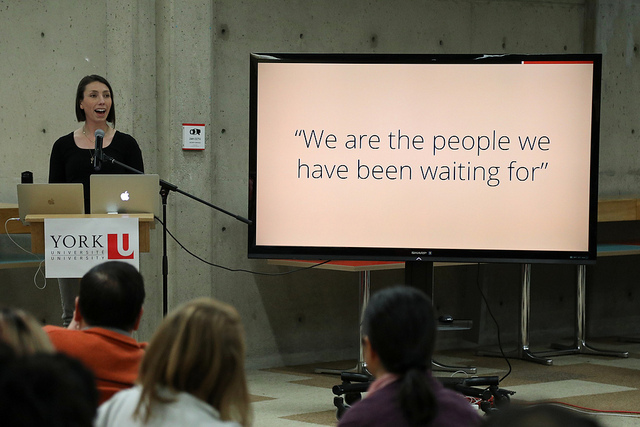 “We are the people we
have been waiting for”
YORK U
UNIVERSITÉ
UNIVERSITY